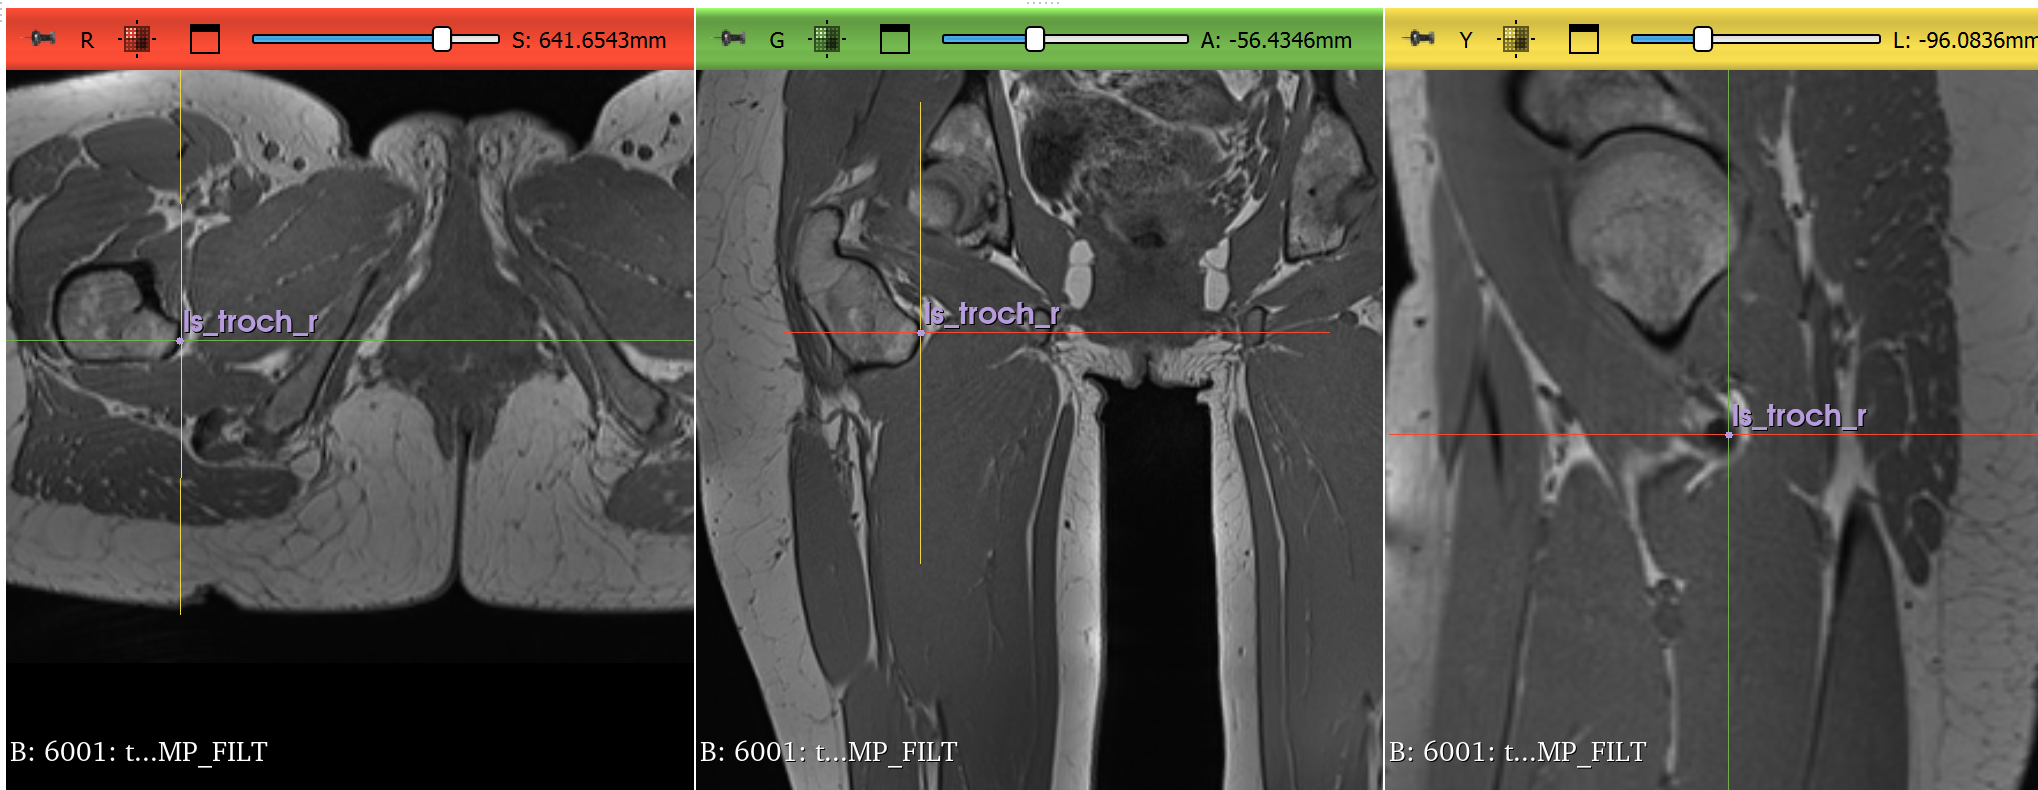 R S: 641.6543mm
G A: -56.4346mm
Y L: -96.0836mm
ls_troch_r
ls_troch_r
ls_troch_r
B: 6001: t...MP_FILT
B: 6001: t...MP_FILT
B: 6001: t...MP_FILT